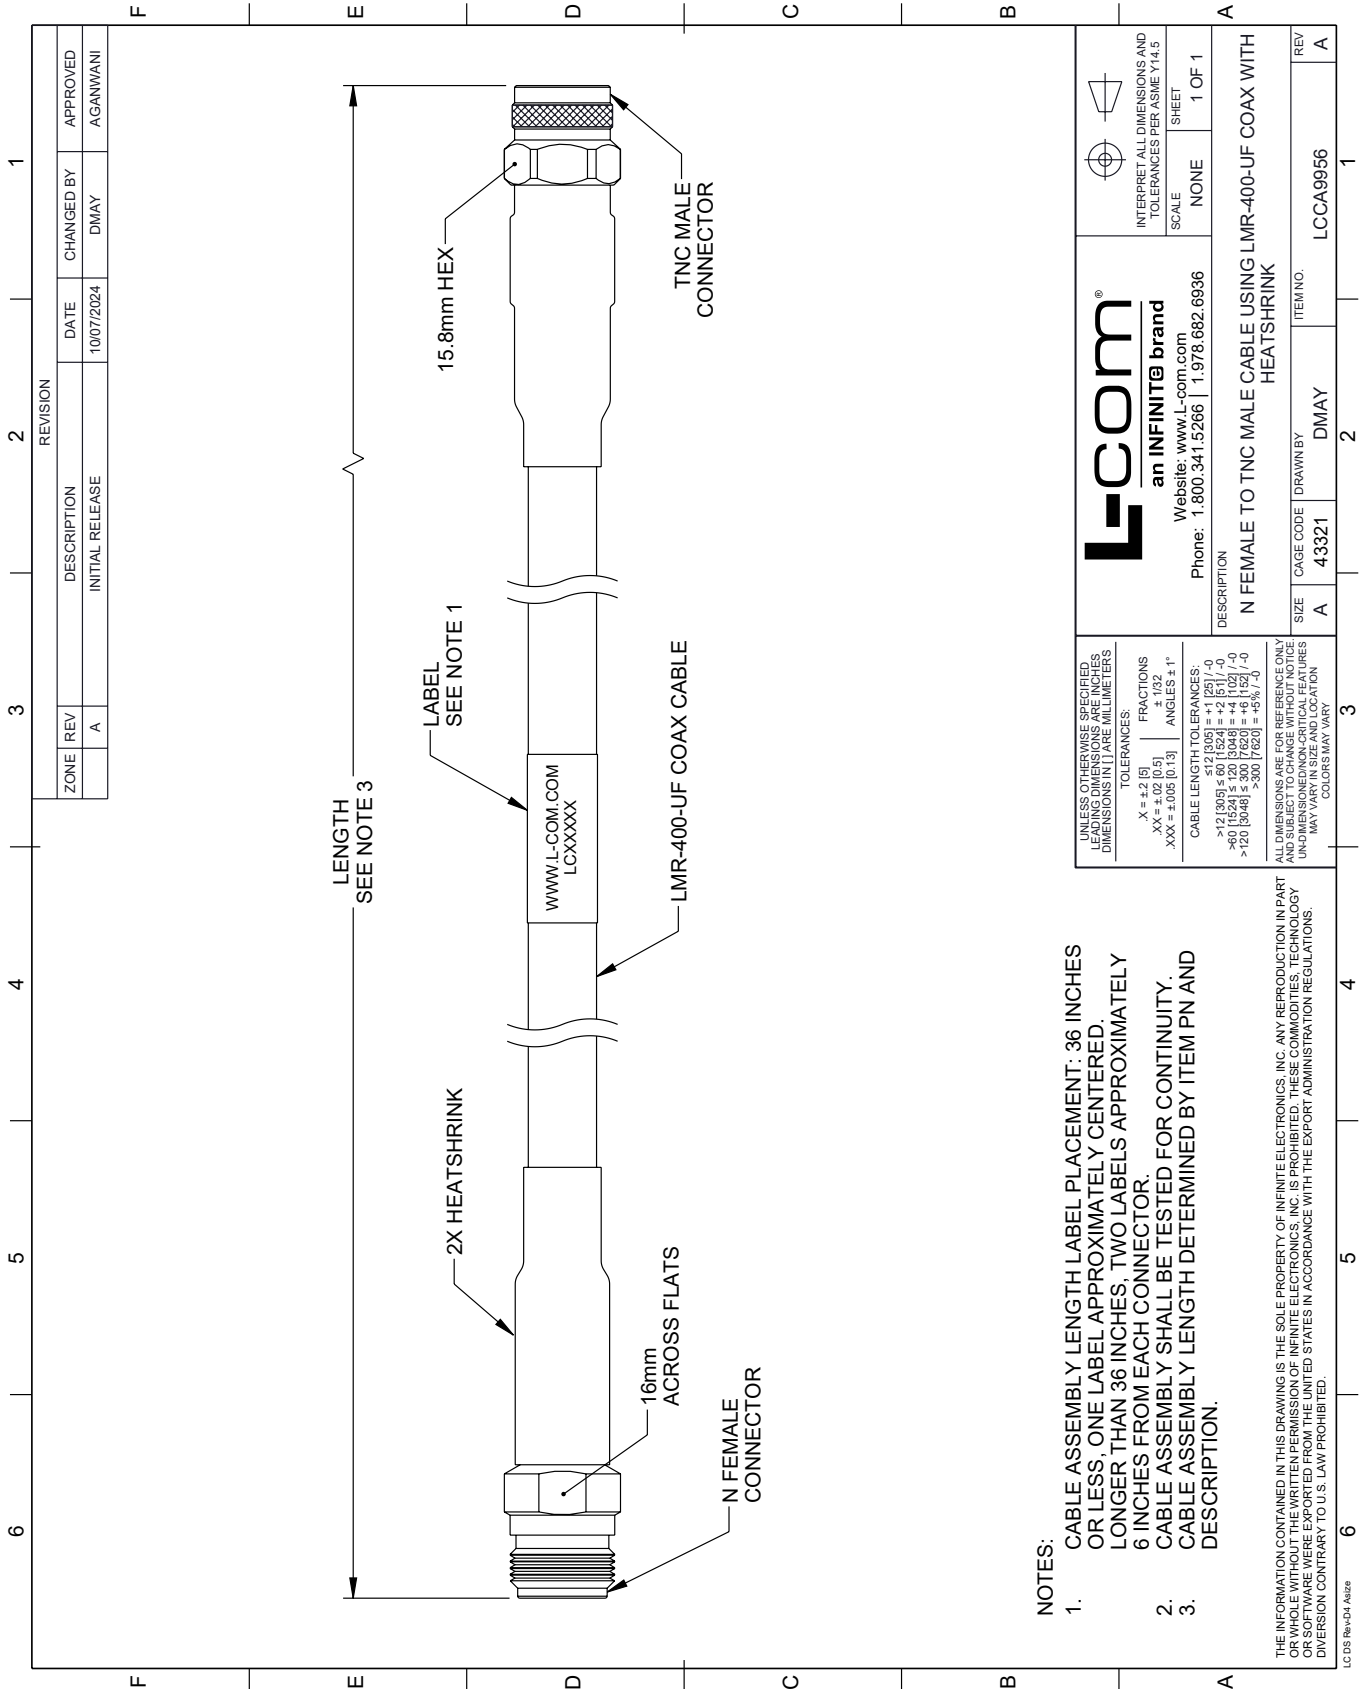 6
5
4
3
2
1
F
E
D
C
B
A
REVISION
ZONE
REV
DESCRIPTION
DATE
CHANGED BY
APPROVED
A
INITIAL RELEASE
10/07/2024
DMAY
AGANWANI
LENGTH
SEE NOTE 3
2X HEATSHRINK
LABEL
SEE NOTE 1
15.8mm HEX
WWW.L-COM.COM
LCXXXXX
16mm
ACROSS FLATS
N FEMALE
CONNECTOR
LMR-400-UF COAX CABLE
TNC MALE
CONNECTOR
NOTES:
1. CABLE ASSEMBLY LENGTH LABEL PLACEMENT: 36 INCHES
OR LESS, ONE LABEL APPROXIMATELY CENTERED.
LONGER THAN 36 INCHES, TWO LABELS APPROXIMATELY
6 INCHES FROM EACH CONNECTOR.
2. CABLE ASSEMBLY SHALL BE TESTED FOR CONTINUITY.
3. CABLE ASSEMBLY LENGTH DETERMINED BY ITEM PN AND
DESCRIPTION.
THE INFORMATION CONTAINED IN THIS DRAWING IS THE SOLE PROPERTY OF INFINITE ELECTRONICS, INC. ANY REPRODUCTION IN PART
OR WHOLE WITHOUT THE WRITTEN PERMISSION OF INFINITE ELECTRONICS, INC. IS PROHIBITED. THESE COMMODITIES, TECHNOLOGY
OR SOFTWARE WERE EXPORTED FROM THE UNITED STATES IN ACCORDANCE WITH THE EXPORT ADMINISTRATION REGULATIONS.
DIVERSION CONTRARY TO U.S. LAW PROHIBITED.
UNLESS OTHERWISE SPECIFIED
LEADING DIMENSIONS ARE INCHES
DIMENSIONS IN [ ] ARE MILLIMETERS
TOLERANCES:
.X = ±.2 [5]
.XX = ±.02 [0.5]
.XXX = ±.005 [0.13]
FRACTIONS
± 1/32
ANGLES ± 1°
CABLE LENGTH TOLERANCES:
≤12 [305] = +1 [25] / -0
>12 [305] ≤ 60 [1524] = +2 [51] / -0
>60 [1524] ≤ 120 [3048] = +4 [102] / -0
>120 [3048] ≤ 300 [7620] = +6 [152] / -0
>300 [7620] = +5% / -0
ALL DIMENSIONS ARE FOR REFERENCE ONLY
AND SUBJECT TO CHANGE WITHOUT NOTICE.
UN-DIMENSIONED/NON-CRITICAL FEATURES
MAY VARY IN SIZE AND LOCATION
COLORS MAY VARY
L-com®
an INFINITe brand
Website: www.L-com.com
Phone: 1.800.341.5266 | 1.978.682.6936
INTERPRET ALL DIMENSIONS AND
TOLERANCES PER ASME Y14.5
SCALE
NONE
SHEET
1 OF 1
DESCRIPTION
N FEMALE TO TNC MALE CABLE USING LMR-400-UF COAX WITH
HEATSHRINK
SIZE
A
CAGE CODE
43321
DRAWN BY
DMAY
ITEM NO.
LCCA9956
REV
A
F
E
D
C
B
A
6
5
4
3
2
1
LC DS Rev-D4 Asize